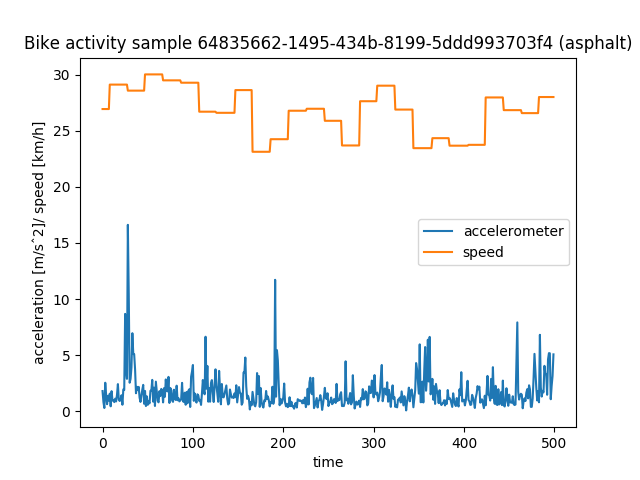 Bike activity sample 64835662-1495-434b-8199-5ddd993703f4 (asphalt)
acceleration [m/s^2]/ speed [km/h]
30
25
20
15
10
5
0
accelerometer
speed
0 100 200 300 400 500
time